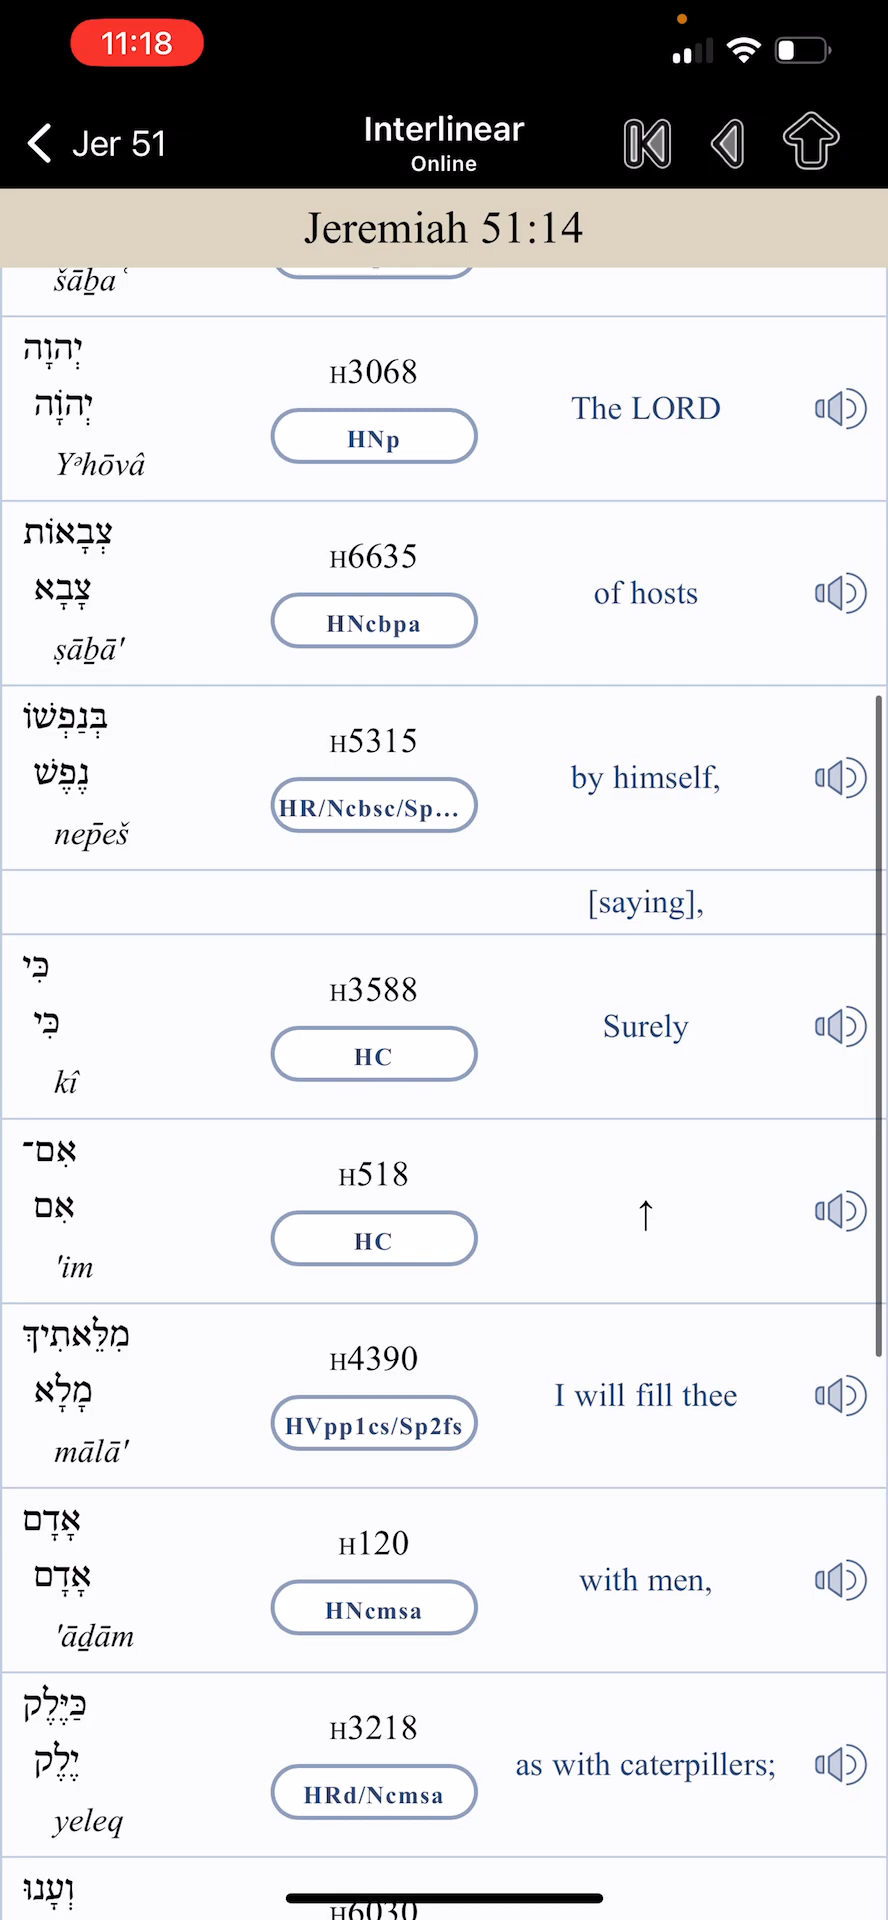 11:18
Jer 51
Interlinear
Online
Jeremiah 51:14
šāḇaʿ
יְהוָה
יְהוָֹה
Yᵊhōvâ
H3068
HNp
The LORD
צְבָאוֹת
צָבָא
ṣāḇā'
H6635
HNcbpa
of hosts
בְּנַפְשׁוֹ
נֶפֶשׁ
nep̄eš
H5315
HR/Ncbsc/Sp...
by himself,
[saying],
כִּי
כִּי
kî
H3588
HC
Surely
אִם־
אִם
'im
H518
HC
↑
מִלֵּאתִיךְ
מָלָא
mālā'
H4390
HVpp1cs/Sp2fs
I will fill thee
אָדָם
אָדָם
'āḏām
H120
HNcmsa
with men,
כַּיֶּלֶק
יֶלֶק
yeleq
H3218
HRd/Ncmsa
as with caterpillers;
וְעָנוּ
H6030